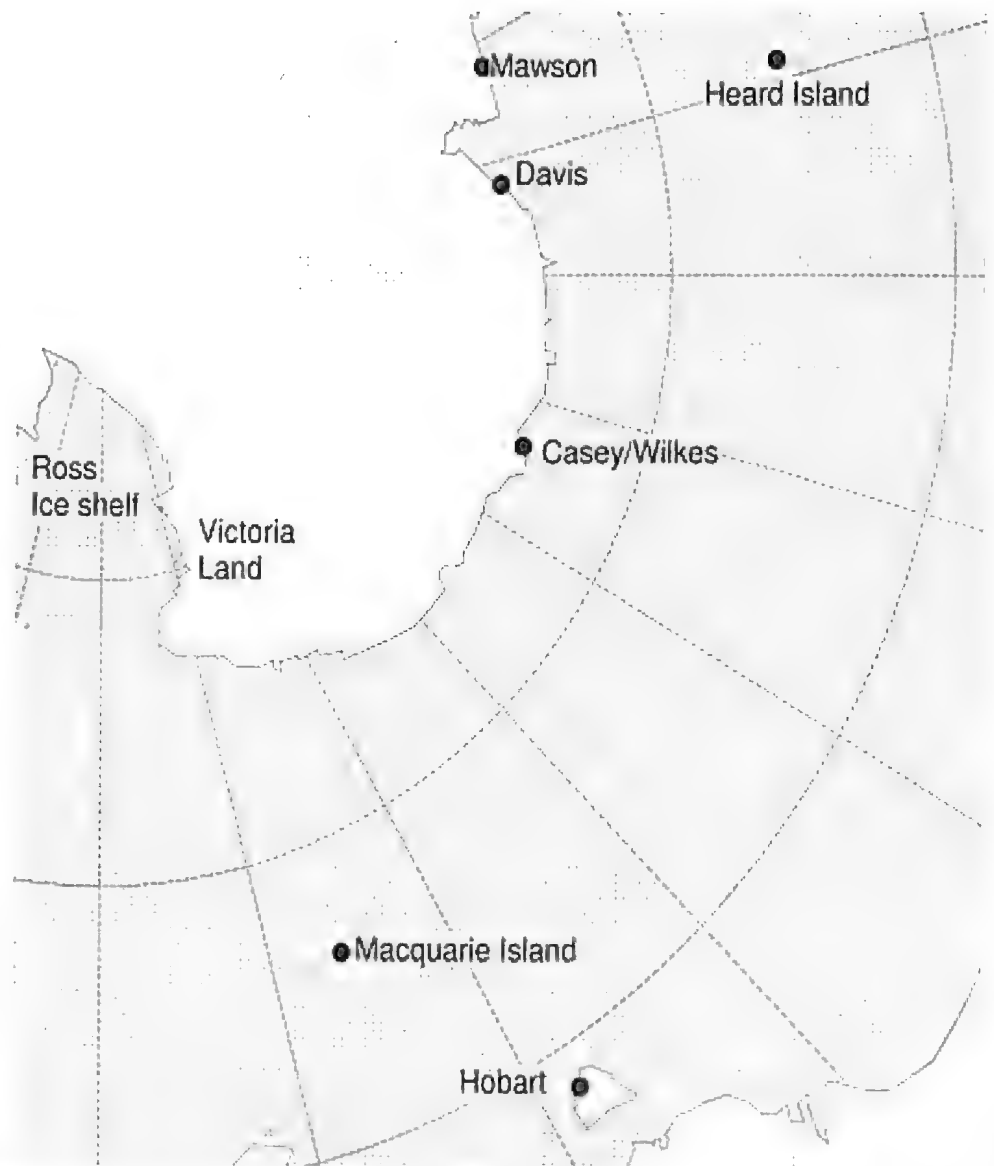 Mawson
Heard Island
Davis
Casey/Wilkes
Ross
Ice shelf
Victoria
Land
Macquarie Island
Hobart